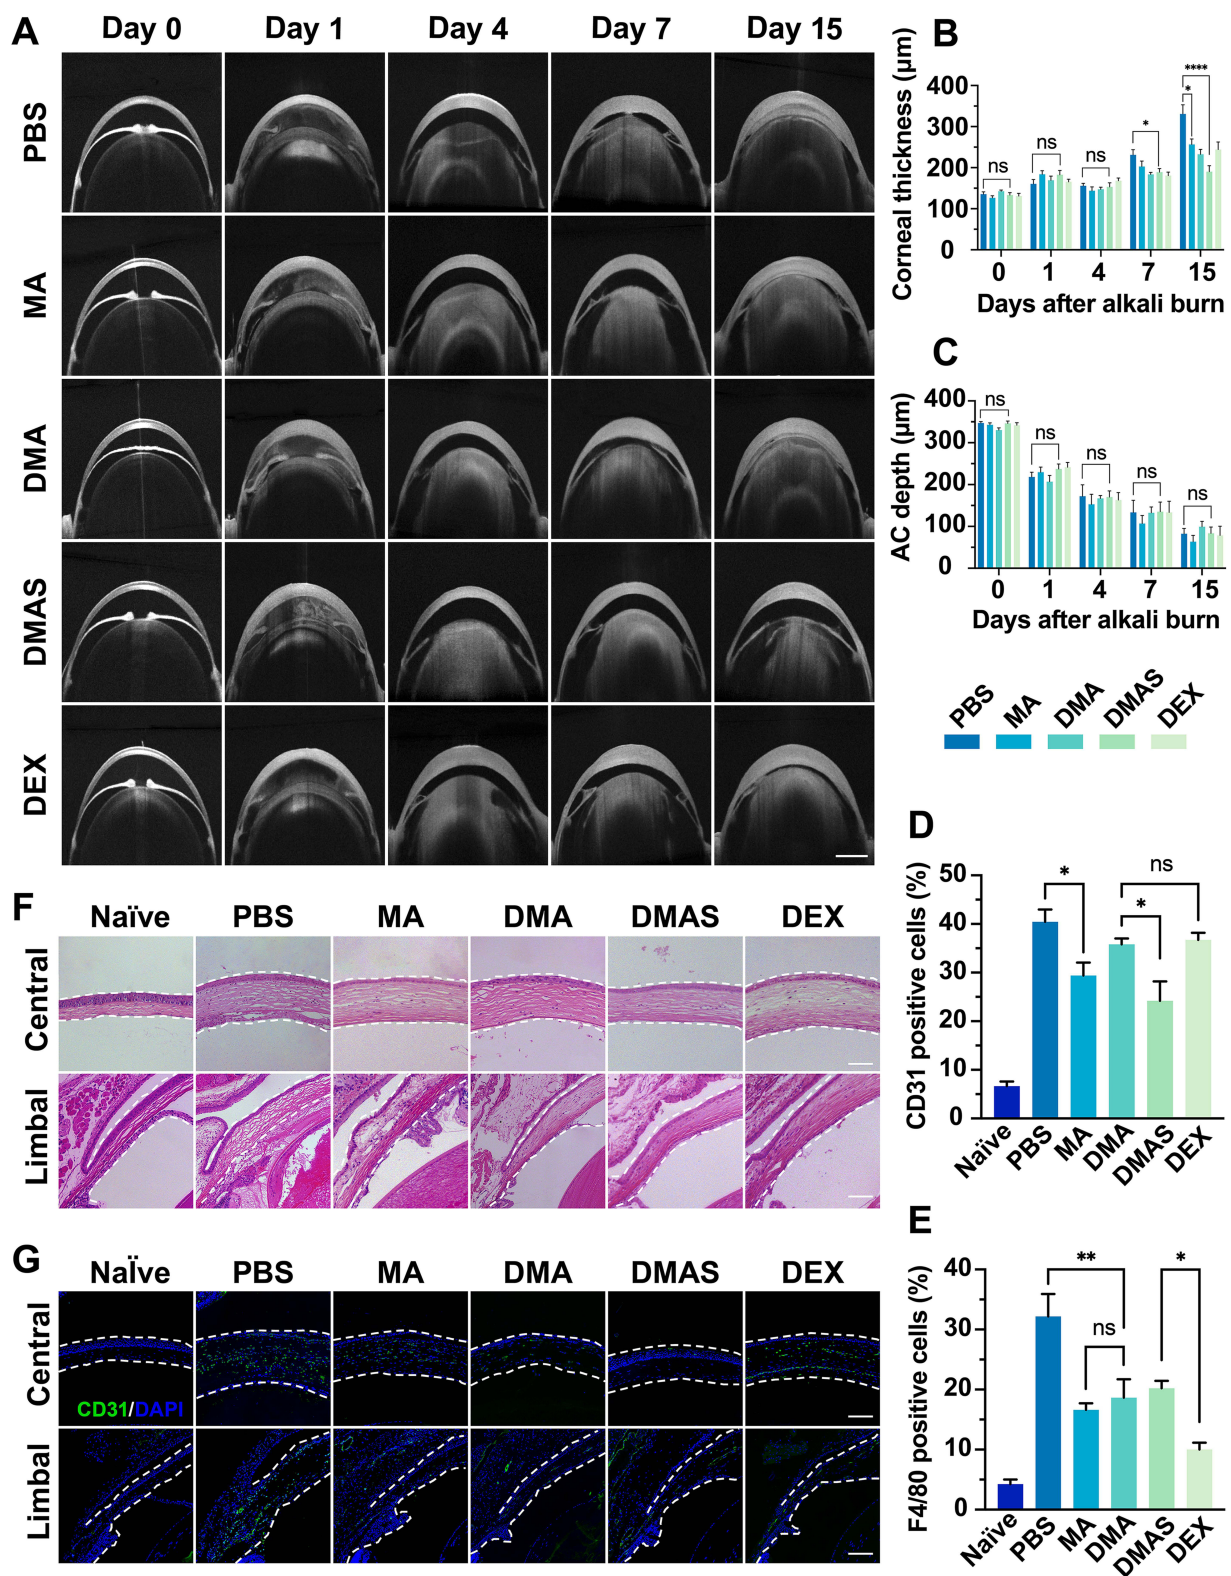 A
Day 0 Day 1 Day 4 Day 7 Day 15
PBS
MA
DMA
DMAS
DEX
B
Corneal thickness (μm)
400
300
200
100
0
ns ns ns * * ****
0 1 4 7 15
Days after alkali burn
C
AC depth (μm)
400
300
200
100
0
ns ns ns ns ns
0 1 4 7 15
Days after alkali burn
PBS MA DMA DMAS DEX
D
CD31 positive cells (%)
50
40
30
20
10
0
* * ns
Naïve PBS MA DMA DMAS DEX
E
F4/80 positive cells (%)
40
30
20
10
0
** ns *
Naïve PBS MA DMA DMAS DEX
F
Naïve PBS MA DMA DMAS DEX
Central
Limbal
G
NaÏve PBS MA DMA DMAS DEX
Central
CD31/DAPI
Limbal